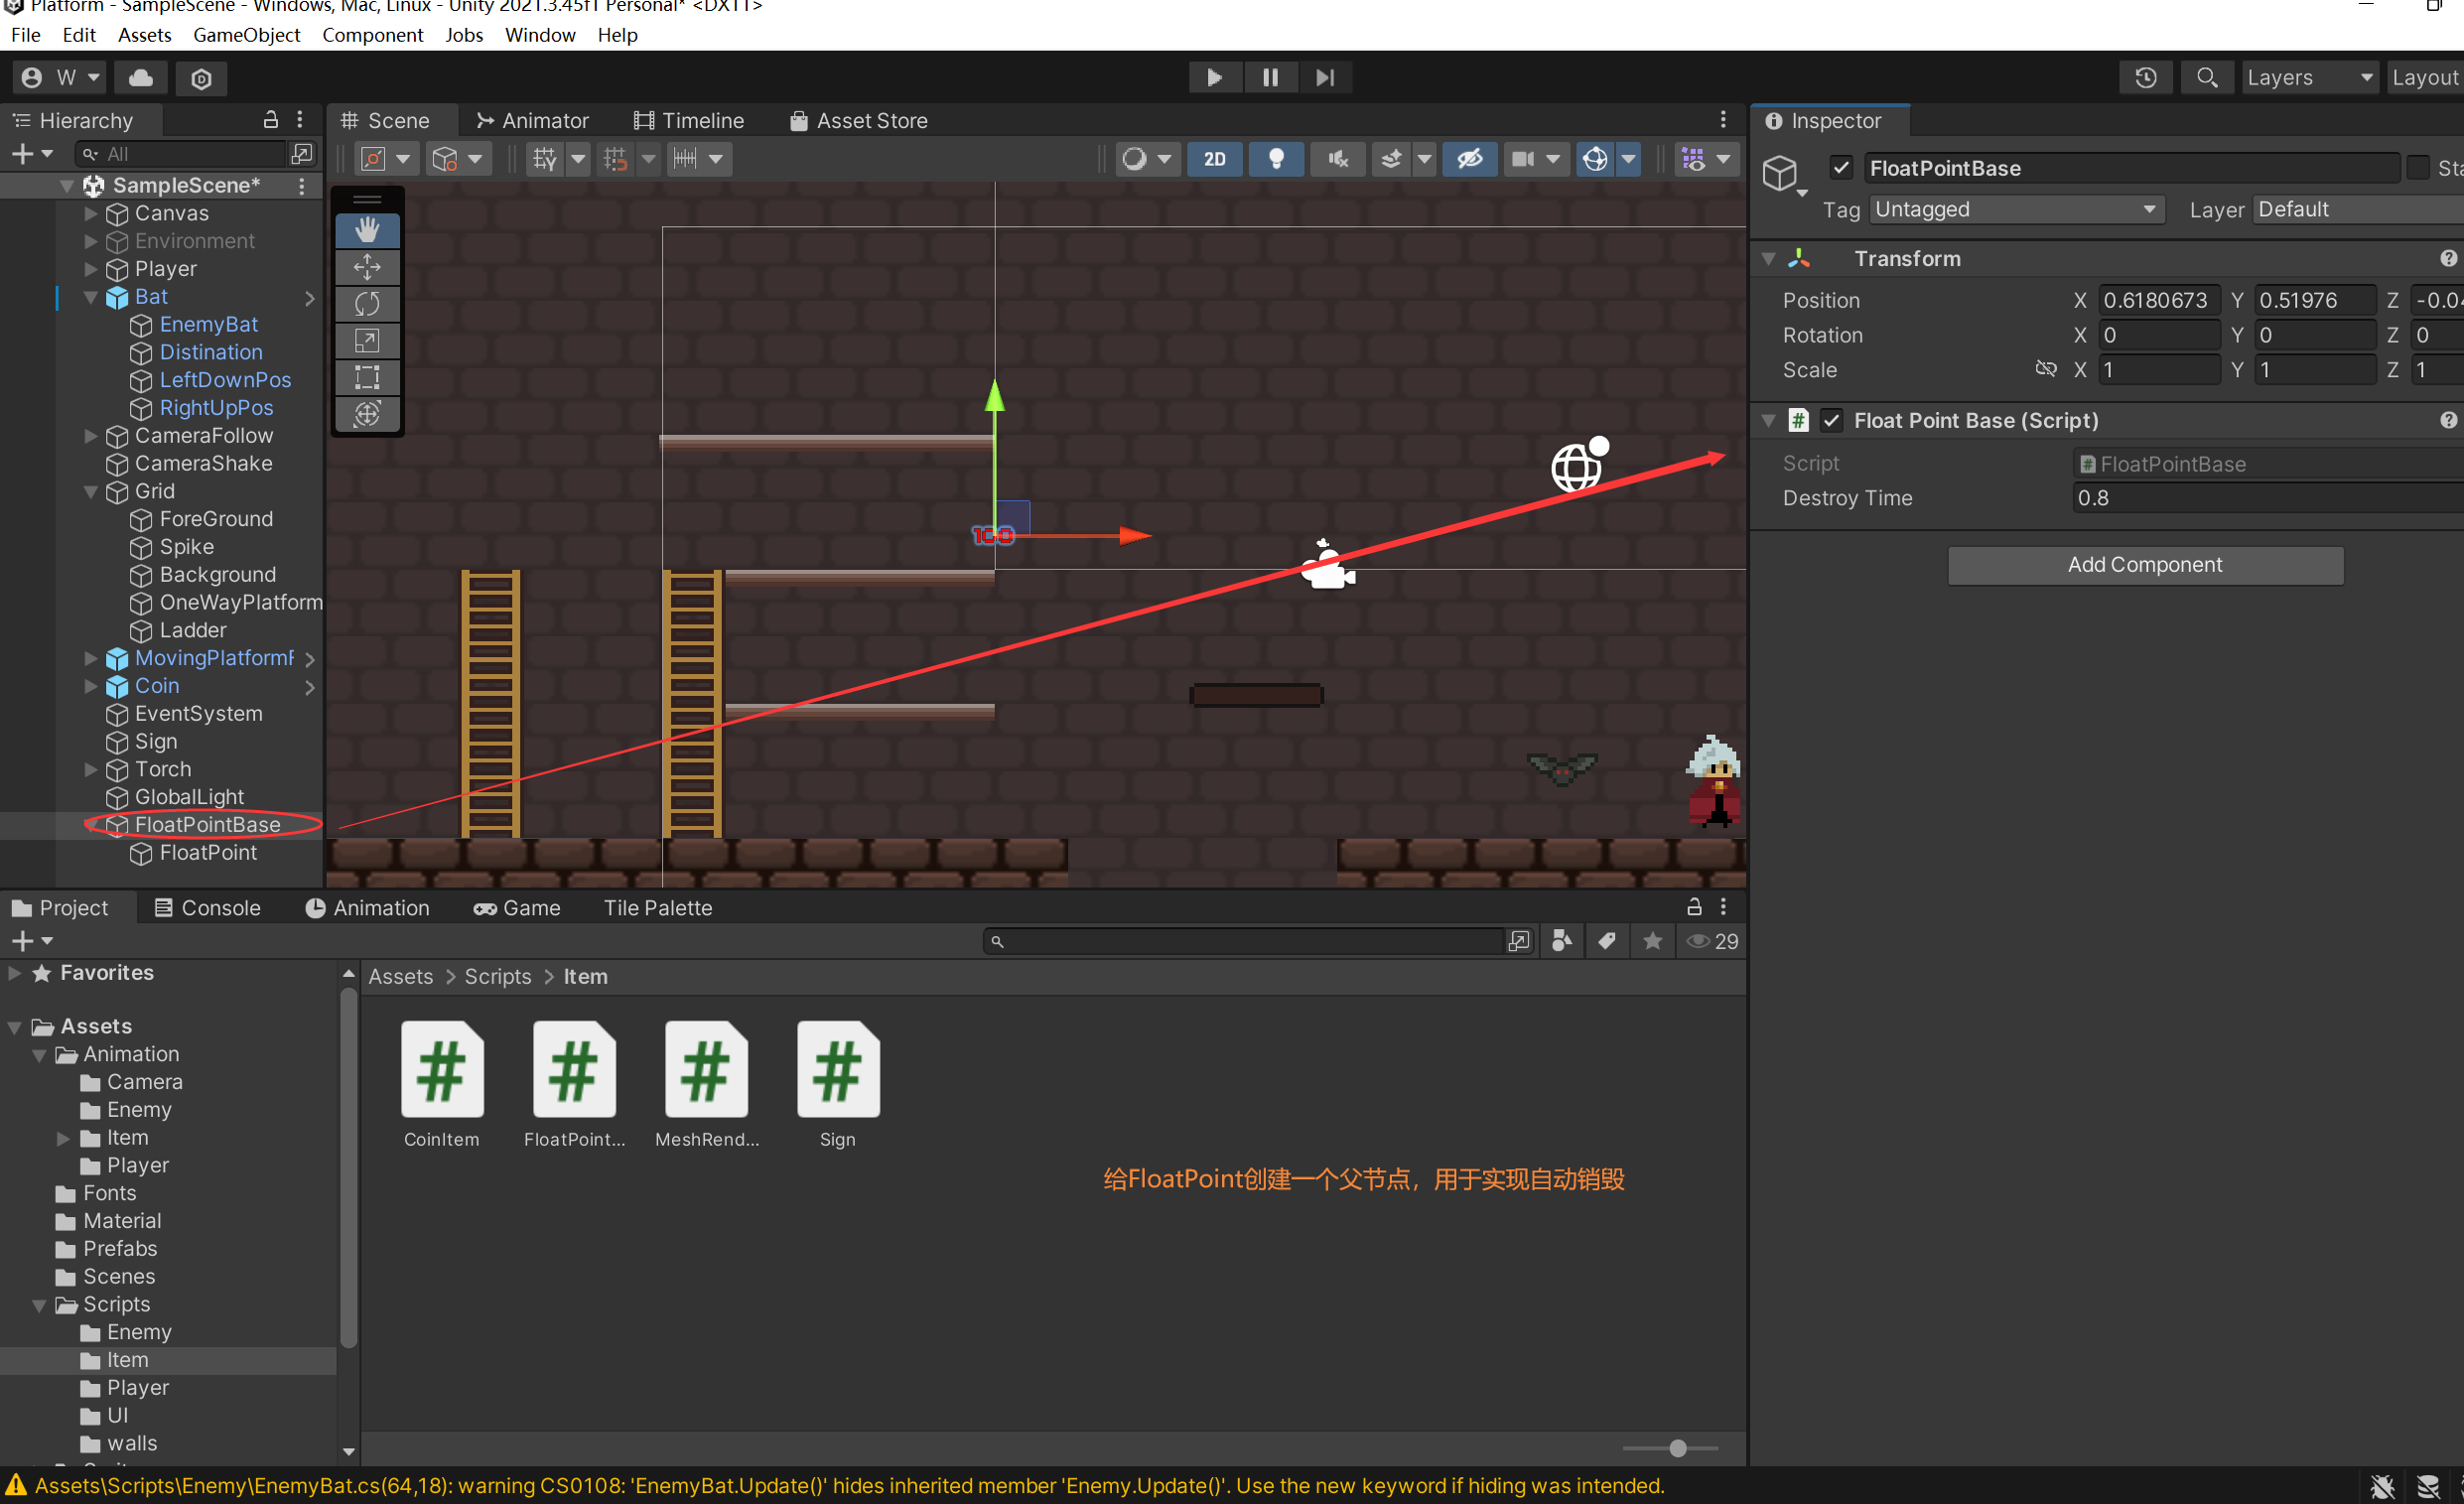 Platform - SampleScene - Windows, Mac, Linux - Unity 2021.3.45f1 Personal* <DX11>
File Edit Assets GameObject Component Jobs Window Help
W Layers Layout
Hierarchy
All
SampleScene*
Canvas
Environment
Player
Bat
EnemyBat
Distination
LeftDownPos
RightUpPos
CameraFollow
CameraShake
Grid
ForeGround
Spike
Background
OneWayPlatform
Ladder
MovingPlatformF
Coin
EventSystem
Sign
Torch
GlobalLight
FloatPointBase
FloatPoint
Scene Animator Timeline Asset Store
2D
100
Inspector
FloatPointBase Sta
Tag Untagged Layer Default
Transform
Position X 0.6180673 Y 0.51976 Z -0.04
Rotation X 0 Y 0 Z 0
Scale X 1 Y 1 Z 1
# Float Point Base (Script)
Script # FloatPointBase
Destroy Time 0.8
Add Component
Project Console Animation Game Tile Palette
29
Favorites
Assets
Animation
Camera
Enemy
Item
Player
Fonts
Material
Prefabs
Scenes
Scripts
Enemy
Item
Player
UI
walls
Assets > Scripts > Item
# # # #
CoinItem FloatPoint... MeshRend... Sign
给FloatPoint创建一个父节点，用于实现自动销毁
Assets\Scripts\Enemy\EnemyBat.cs(64,18): warning CS0108: 'EnemyBat.Update()' hides inherited member 'Enemy.Update()'. Use the new keyword if hiding was intended.